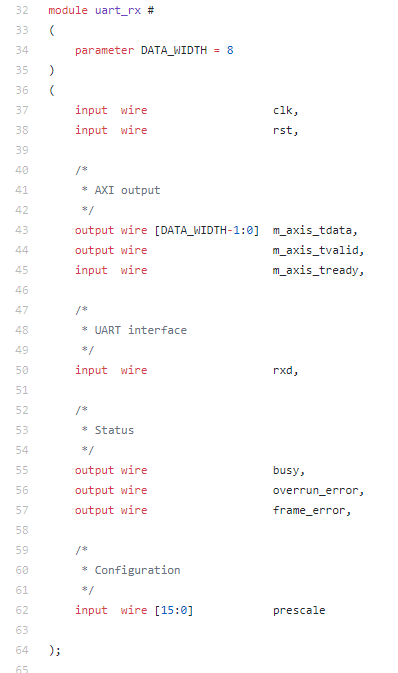 32 module uart_rx #
33 (
34     parameter DATA_WIDTH = 8
35 )
36 (
37     input  wire                   clk,
38     input  wire                   rst,
39
40     /*
41      * AXI output
42      */
43     output wire [DATA_WIDTH-1:0]  m_axis_tdata,
44     output wire                   m_axis_tvalid,
45     input  wire                   m_axis_tready,
46
47     /*
48      * UART interface
49      */
50     input  wire                   rxd,
51
52     /*
53      * Status
54      */
55     output wire                   busy,
56     output wire                   overrun_error,
57     output wire                   frame_error,
58
59     /*
60      * Configuration
61      */
62     input  wire [15:0]            prescale
63
64 );
65